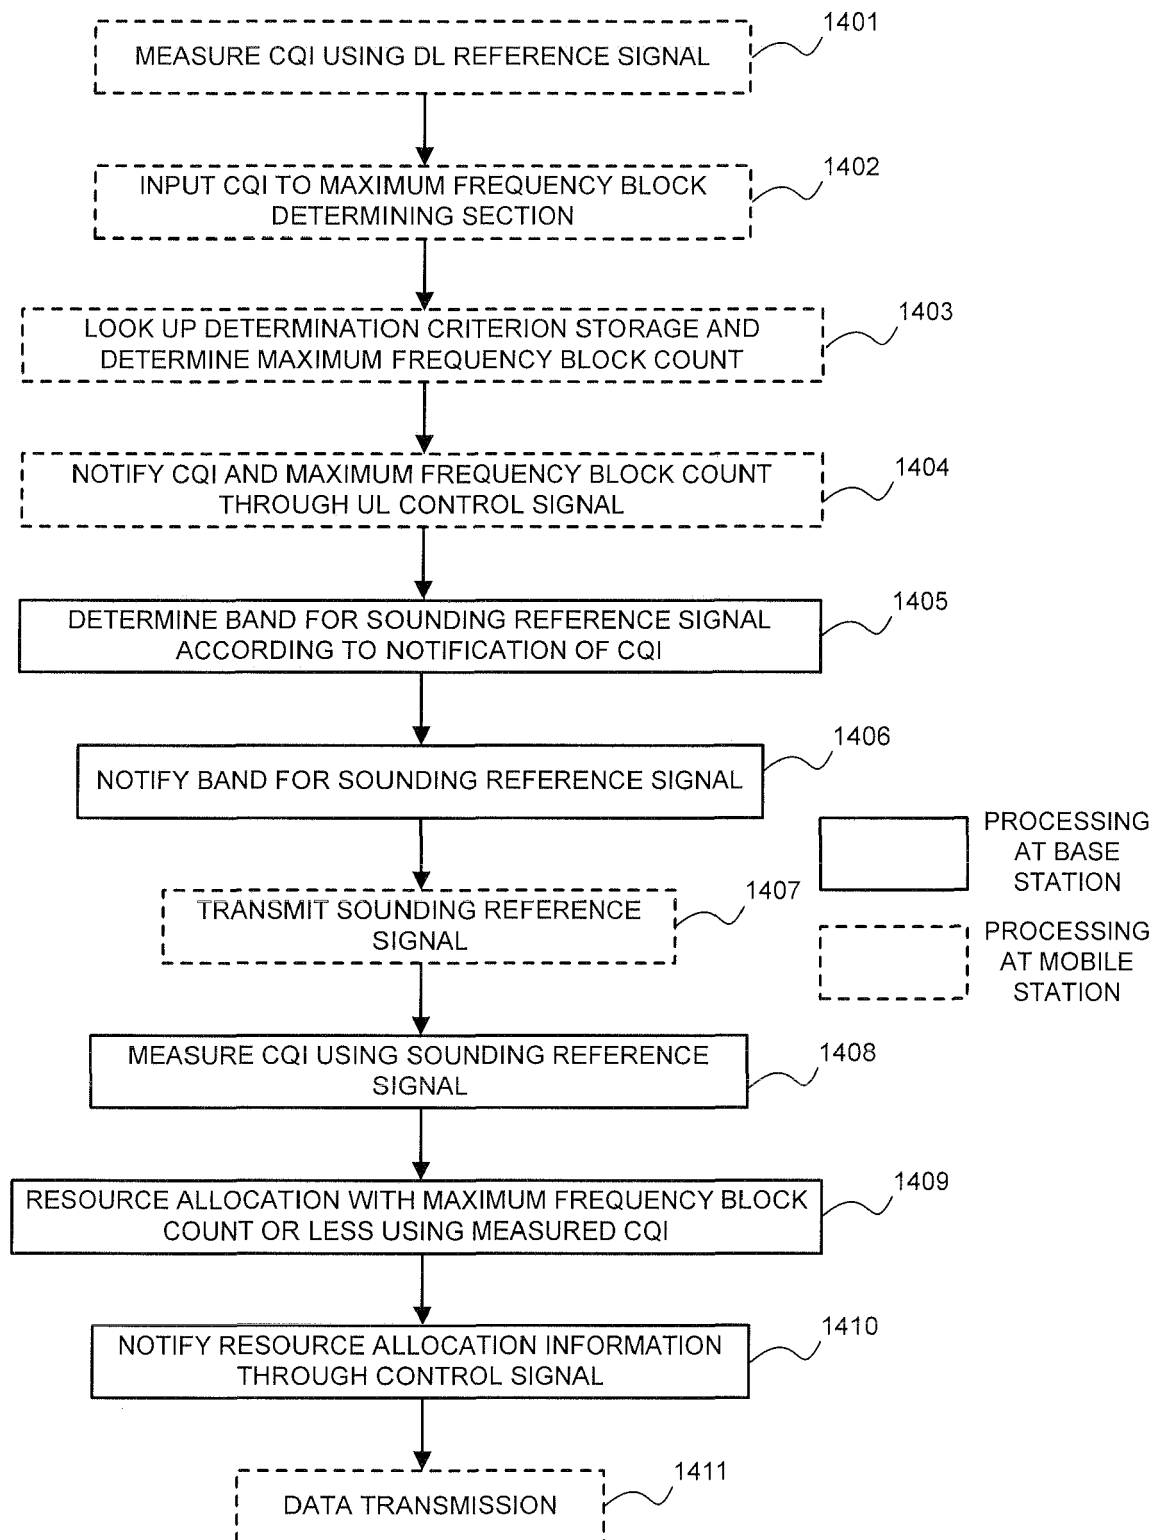 1401
MEASURE CQI USING DL REFERENCE SIGNAL
1402
INPUT CQI TO MAXIMUM FREQUENCY BLOCK
DETERMINING SECTION
1403
LOOK UP DETERMINATION CRITERION STORAGE AND
DETERMINE MAXIMUM FREQUENCY BLOCK COUNT
1404
NOTIFY CQI AND MAXIMUM FREQUENCY BLOCK COUNT
THROUGH UL CONTROL SIGNAL
1405
DETERMINE BAND FOR SOUNDING REFERENCE SIGNAL
ACCORDING TO NOTIFICATION OF CQI
1406
NOTIFY BAND FOR SOUNDING REFERENCE SIGNAL
PROCESSING
AT BASE
STATION
1407
TRANSMIT SOUNDING REFERENCE
SIGNAL
PROCESSING
AT MOBILE
STATION
1408
MEASURE CQI USING SOUNDING REFERENCE
SIGNAL
1409
RESOURCE ALLOCATION WITH MAXIMUM FREQUENCY BLOCK
COUNT OR LESS USING MEASURED CQI
1410
NOTIFY RESOURCE ALLOCATION INFORMATION
THROUGH CONTROL SIGNAL
1411
DATA TRANSMISSION